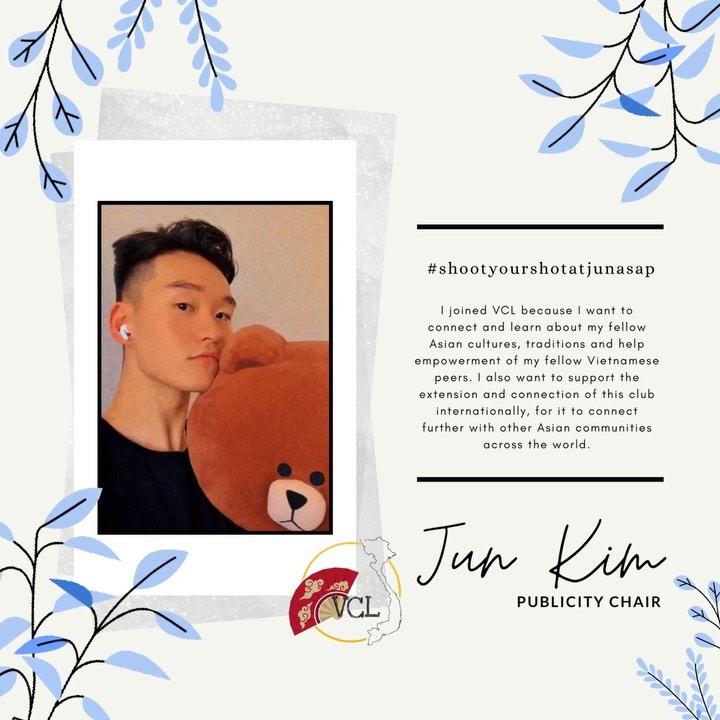 #shootyourshotatjunasap
I joined VCL because I want to
connect and learn about my fellow
Asian cultures, traditions and help
empowerment of my fellow Vietnamese
peers. I also want to support the
extension and connection of this club
internationally, for it to connect
further with other Asian communities
across the world.
VCL
Jun Kim
PUBLICITY CHAIR